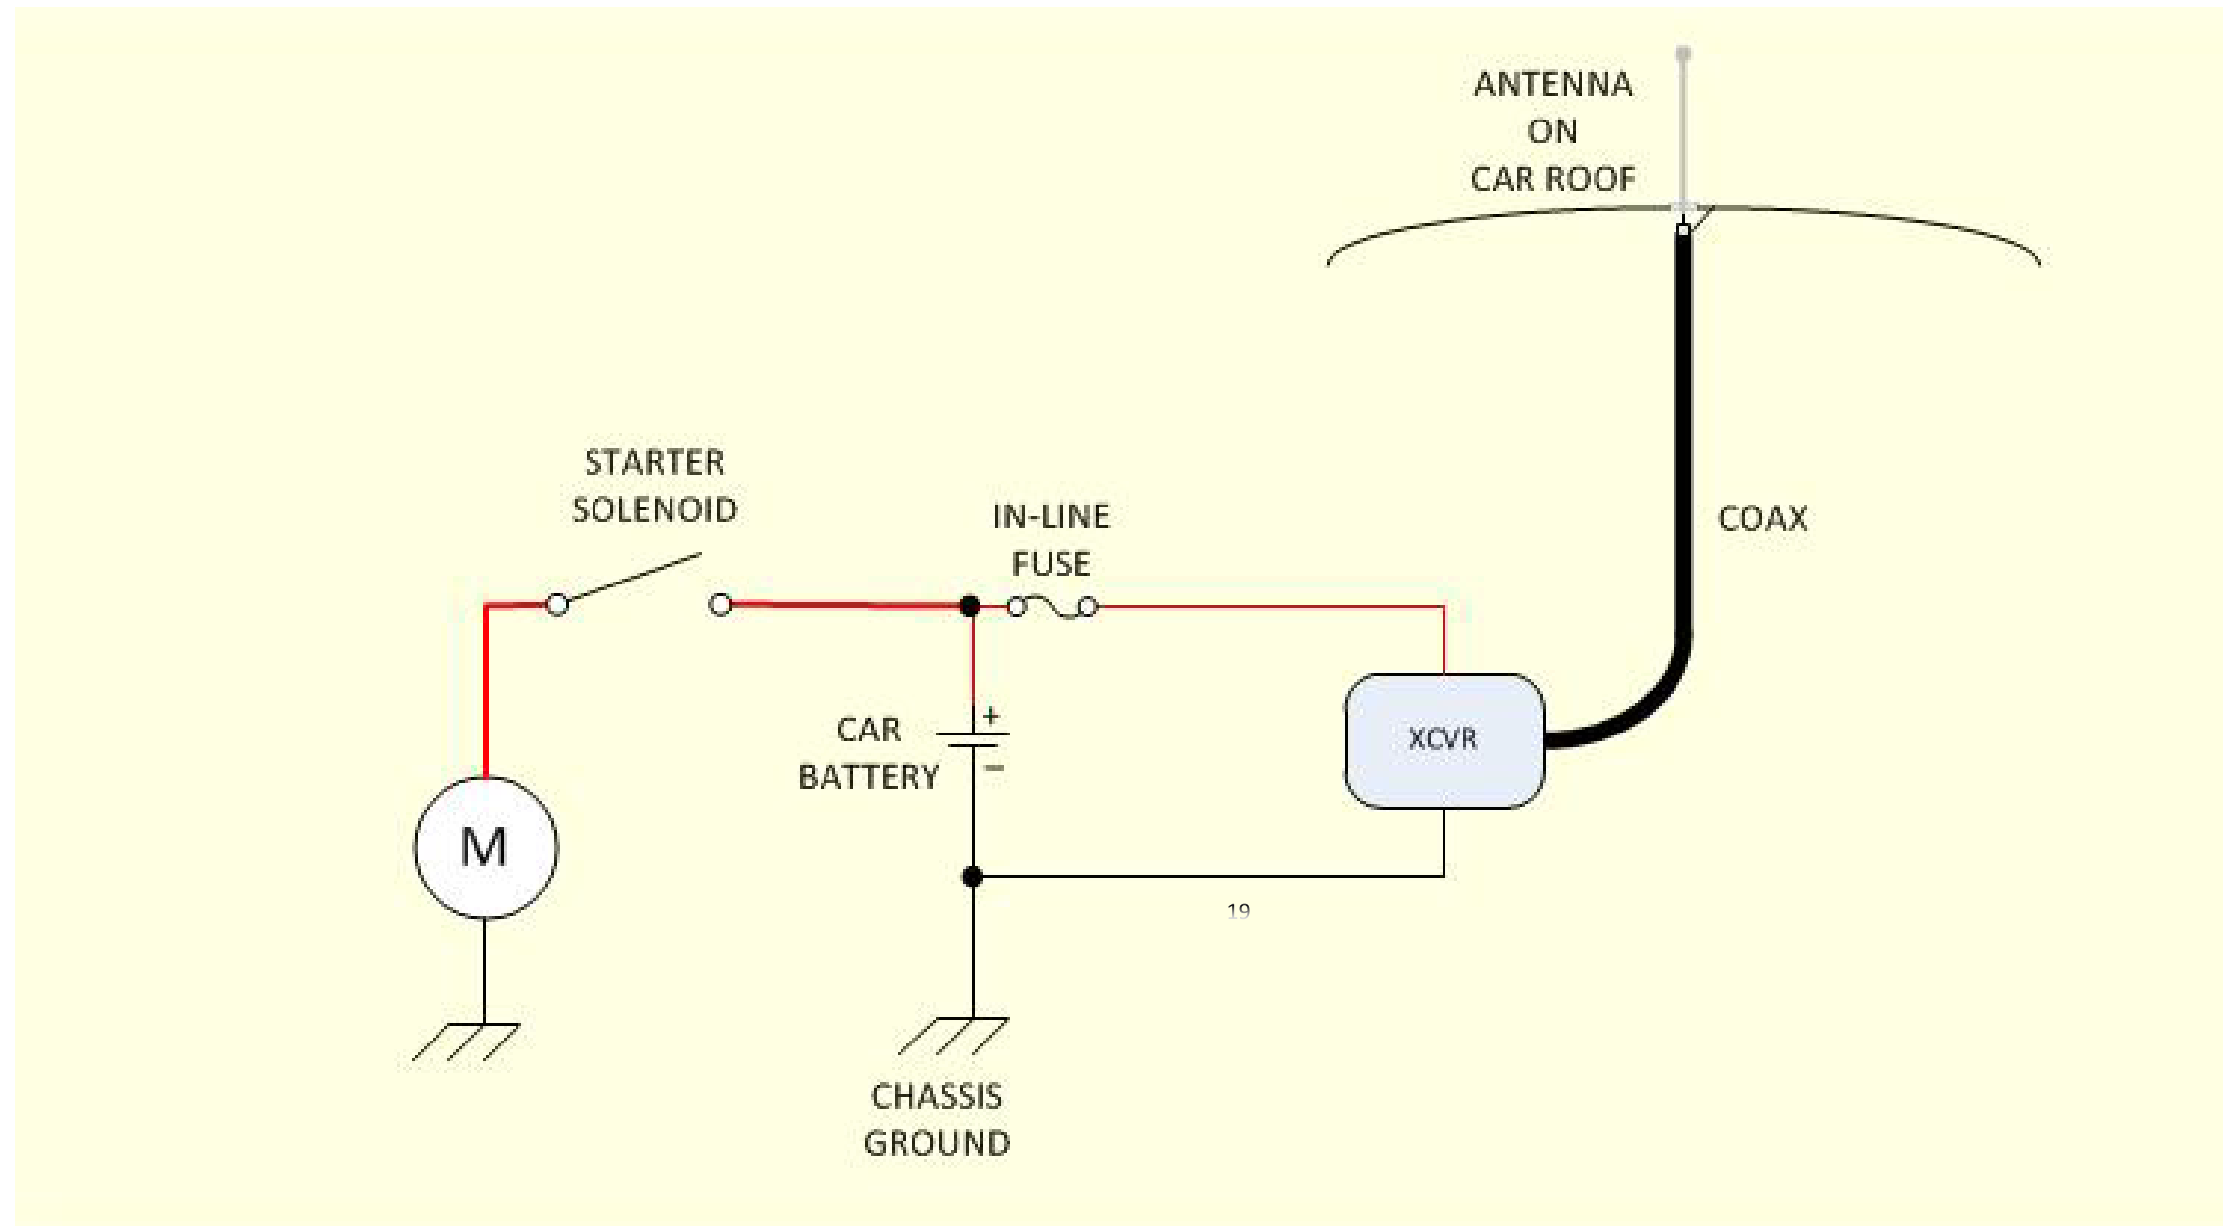 ANTENNA
ON
CAR ROOF
STARTER
SOLENOID
IN-LINE
FUSE
COAX
+
CAR
BATTERY
–
XCVR
M
19
CHASSIS
GROUND